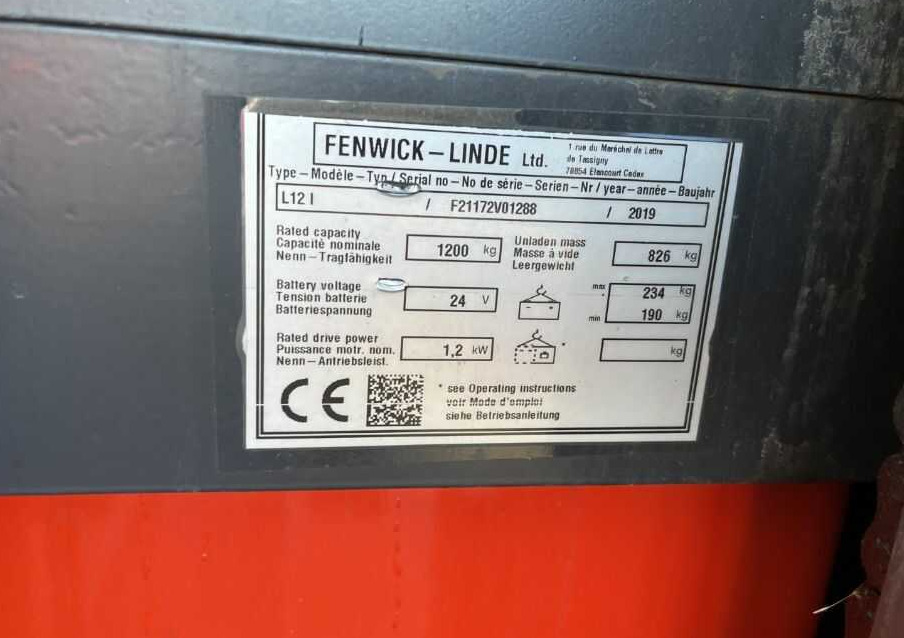 FENWICK – LINDE Ltd.
1 rue du Maréchal de Lattre
de Tassigny
78854 Elancourt Cedex
Type – Modèle – Typ / Serial no – No de série – Serien – Nr / year – année – Baujahr
L12 I / F21172V01288 / 2019
Rated capacity
Capacité nominale
Nenn – Tragfähigkeit
1200 kg
Unladen mass
Masse à vide
Leergewicht
826 kg
Battery voltage
Tension batterie
Batteriespannung
24 V
max 234 kg
min 190 kg
Rated drive power
Puissance motr. nom.
Nenn – Antriebsleist.
1,2 kW
*
kg
CE
* see Operating instructions
voir Mode d'emploi
siehe Betriebsanleitung